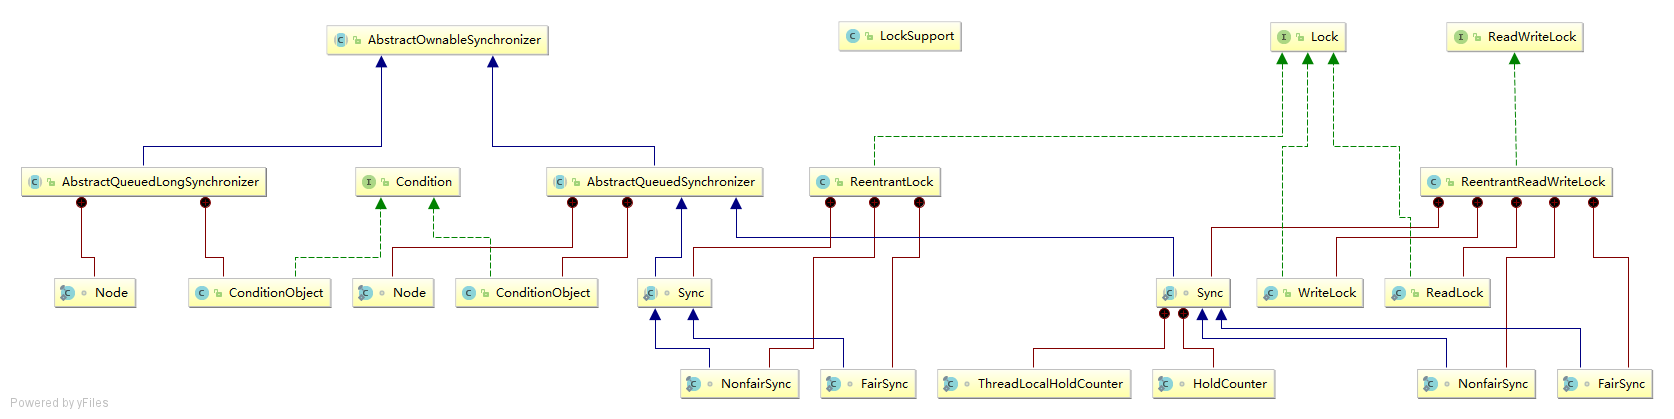 AbstractOwnableSynchronizer
LockSupport
Lock
ReadWriteLock
AbstractQueuedLongSynchronizer
Condition
AbstractQueuedSynchronizer
ReentrantLock
ReentrantReadWriteLock
Node
ConditionObject
Node
ConditionObject
Sync
Sync
WriteLock
ReadLock
NonfairSync
FairSync
ThreadLocalHoldCounter
HoldCounter
NonfairSync
FairSync
Powered by yFiles